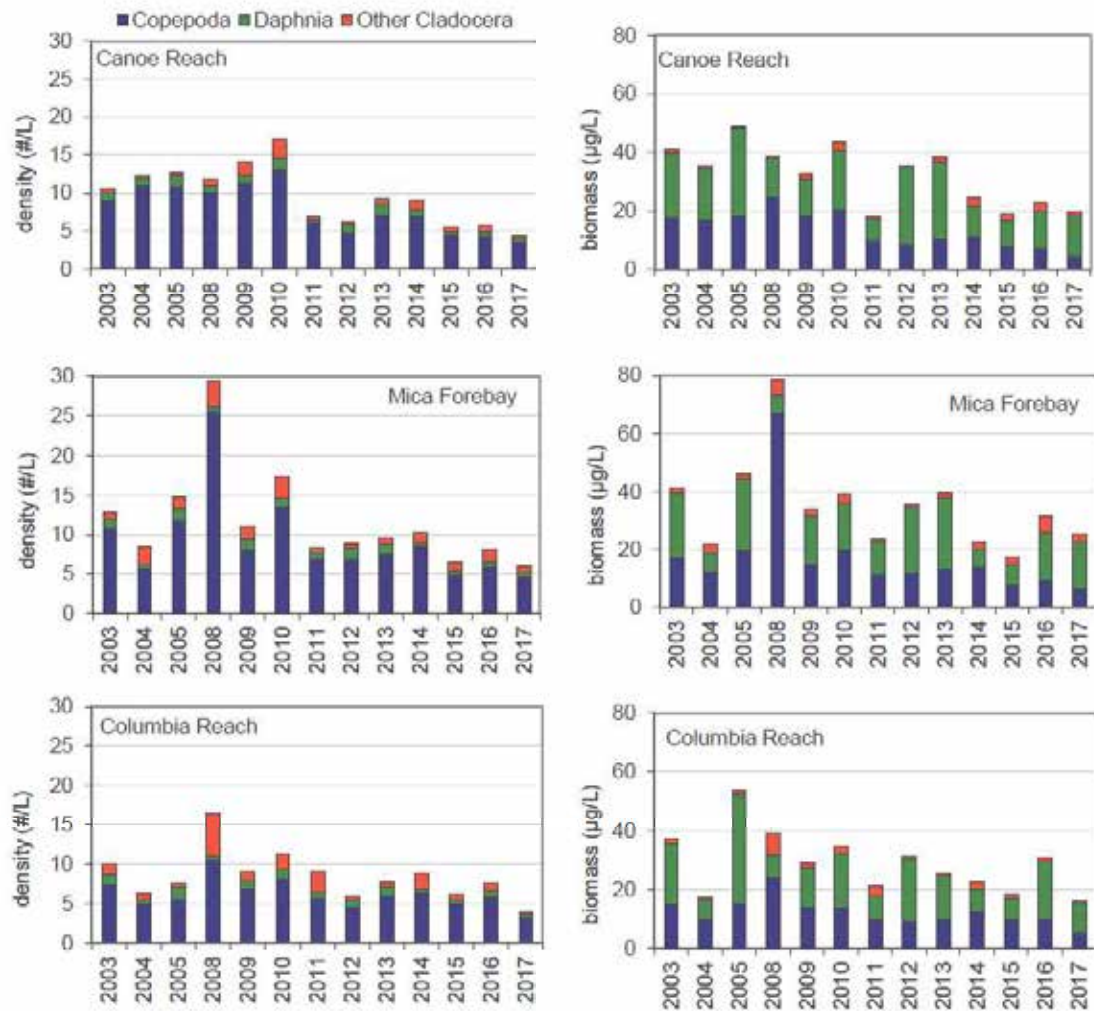 Copepoda Daphnia Other Cladocera
30
25
20
15
10
5
0
density (#/L)
Canoe Reach
2003 2004 2005 2008 2009 2010 2011 2012 2013 2014 2015 2016 2017
80
60
40
20
0
biomass (µg/L)
Canoe Reach
2003 2004 2005 2008 2009 2010 2011 2012 2013 2014 2015 2016 2017
30
25
20
15
10
5
0
density (#/L)
Mica Forebay
2003 2004 2005 2008 2009 2010 2011 2012 2013 2014 2015 2016 2017
80
60
40
20
0
biomass (µg/L)
Mica Forebay
2003 2004 2005 2008 2009 2010 2011 2012 2013 2014 2015 2016 2017
30
25
20
15
10
5
0
density (#/L)
Columbia Reach
2003 2004 2005 2008 2009 2010 2011 2012 2013 2014 2015 2016 2017
80
60
40
20
0
biomass (µg/L)
Columbia Reach
2003 2004 2005 2008 2009 2010 2011 2012 2013 2014 2015 2016 2017